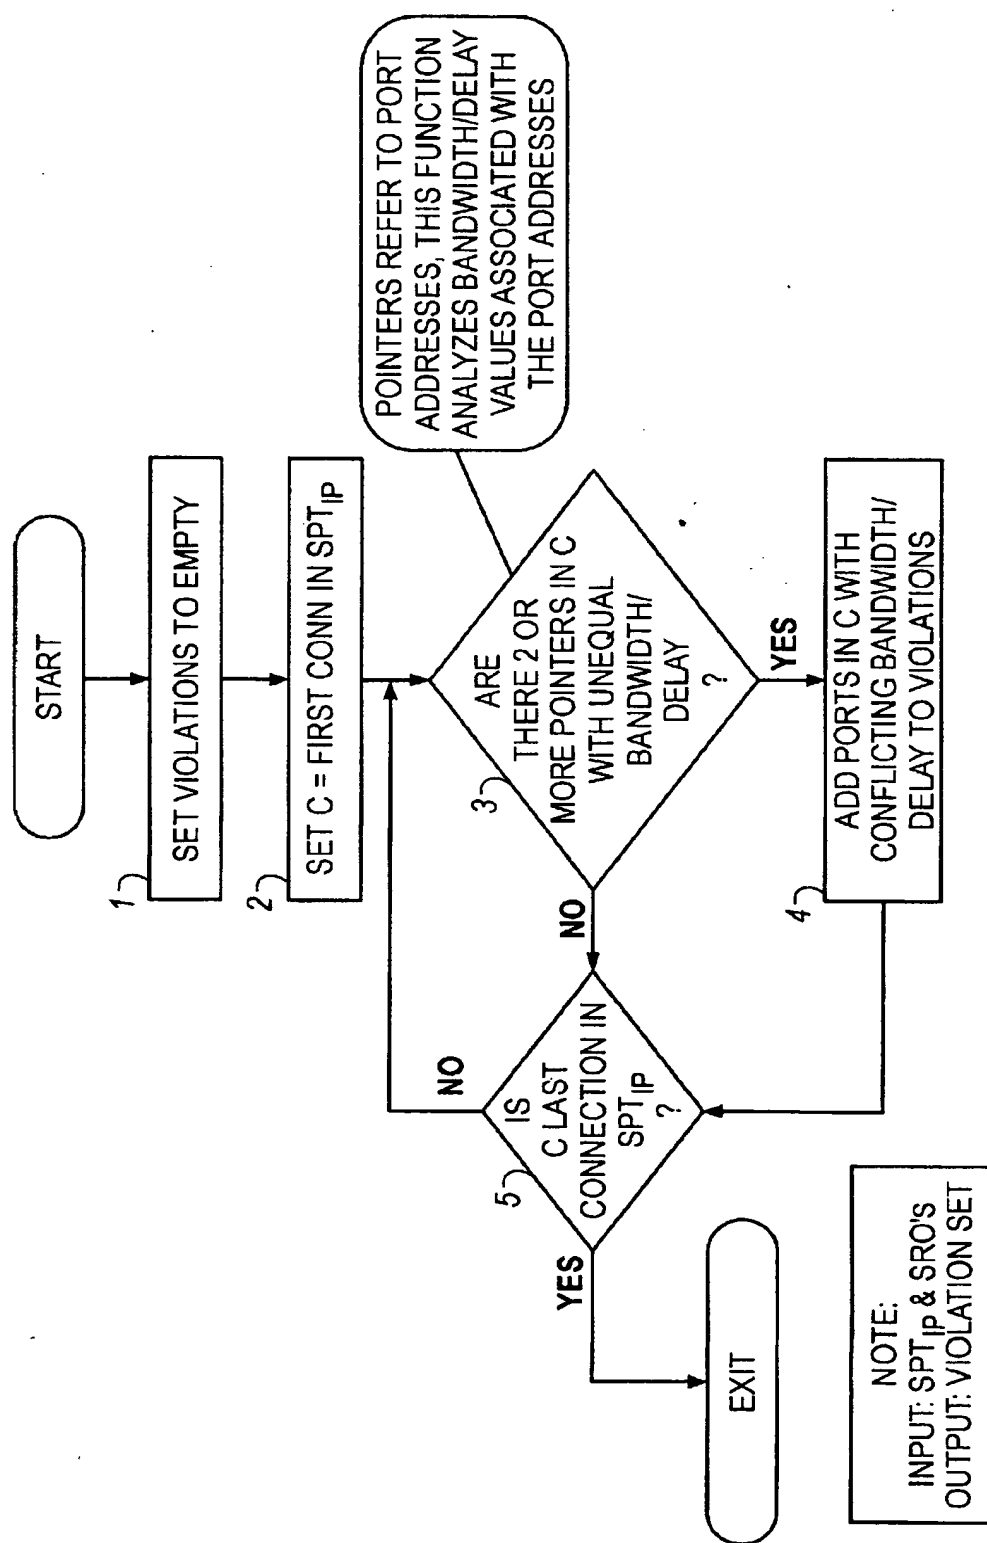 START
1
SET VIOLATIONS TO EMPTY
2
SET C = FIRST CONN IN SPT_IP
POINTERS REFER TO PORT
ADDRESSES, THIS FUNCTION
ANALYZES BANDWIDTH/DELAY
VALUES ASSOCIATED WITH
THE PORT ADDRESSES
3
ARE
THERE 2 OR
MORE POINTERS IN C
WITH UNEQUAL
BANDWIDTH/
DELAY
?
NO
YES
4
ADD PORTS IN C WITH
CONFLICTING BANDWIDTH/
DELAY TO VIOLATIONS
5
IS
C LAST
CONNECTION IN
SPT_IP
?
NO
YES
EXIT
NOTE:
INPUT: SPT_IP & SRO'S
OUTPUT: VIOLATION SET